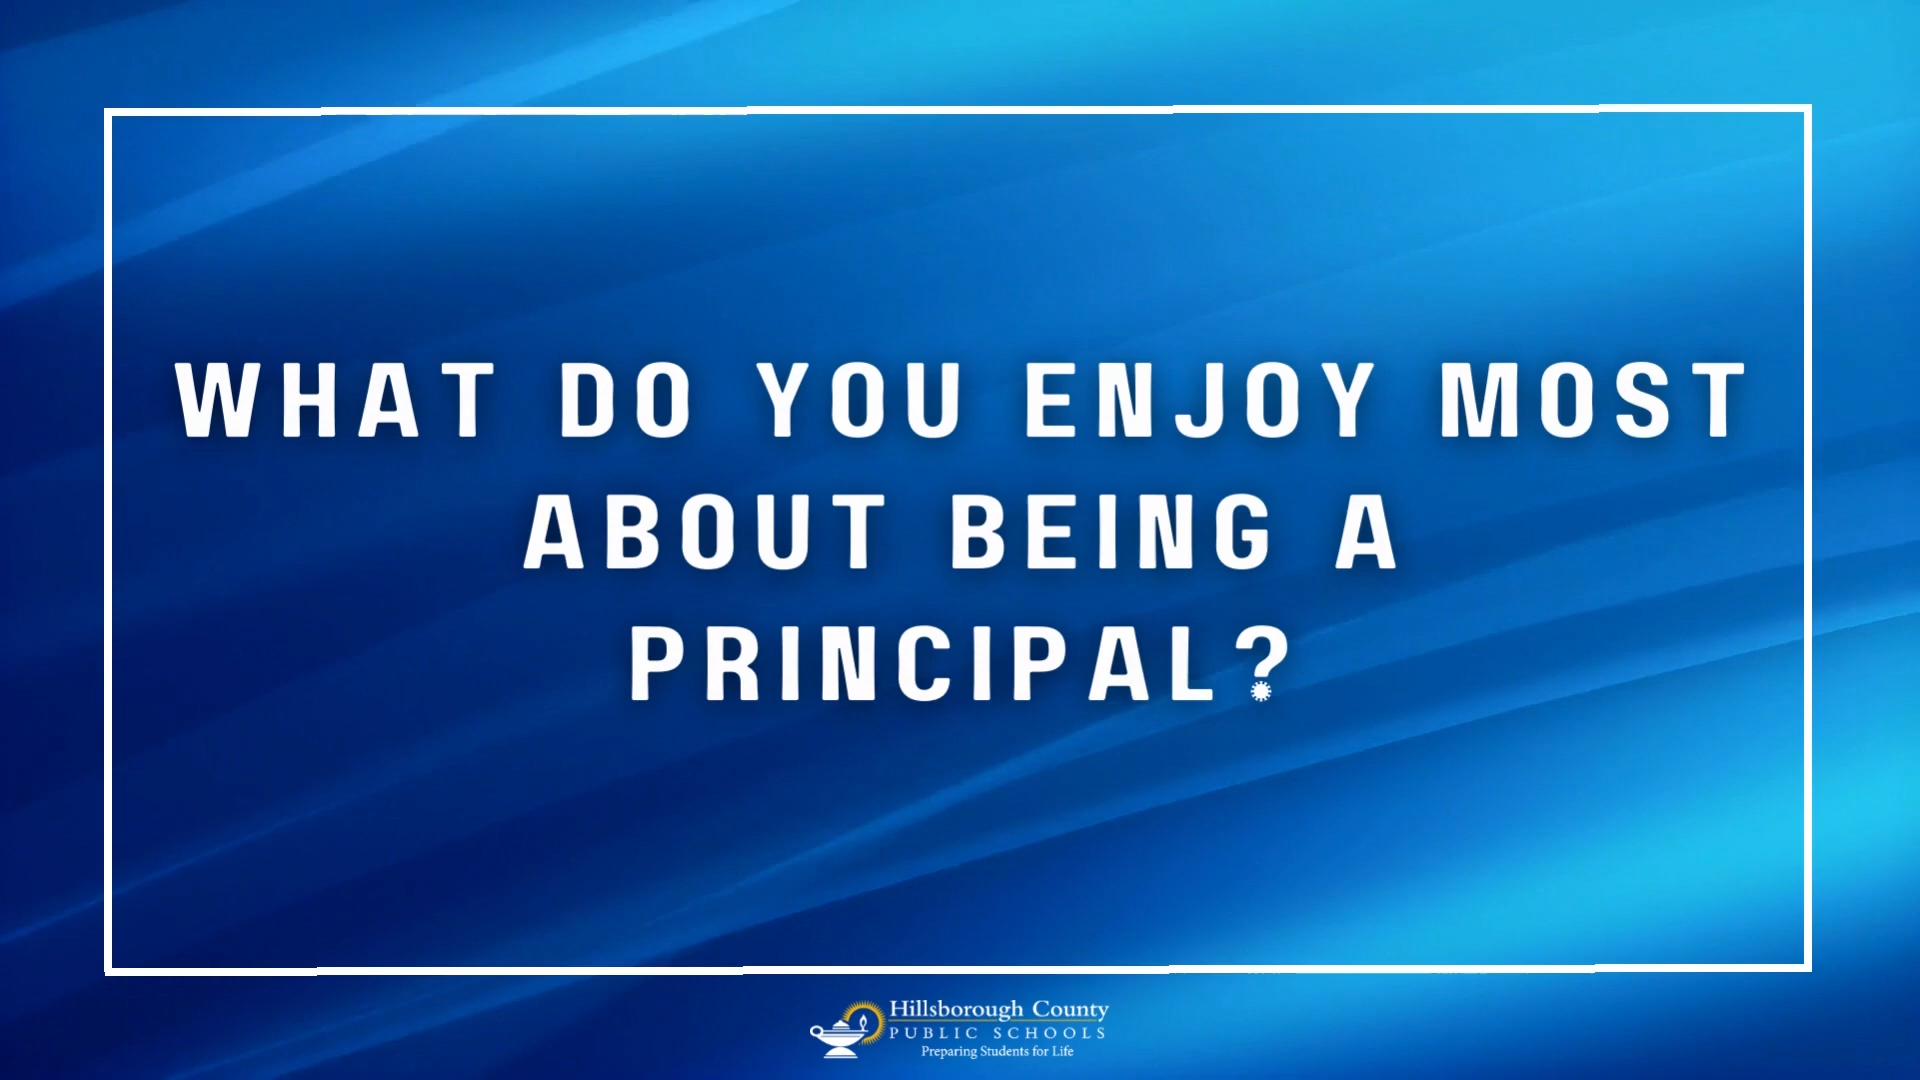 WHAT DO YOU ENJOY MOST
ABOUT BEING A
PRINCIPAL?
Hillsborough County
PUBLIC SCHOOLS
Preparing Students for Life